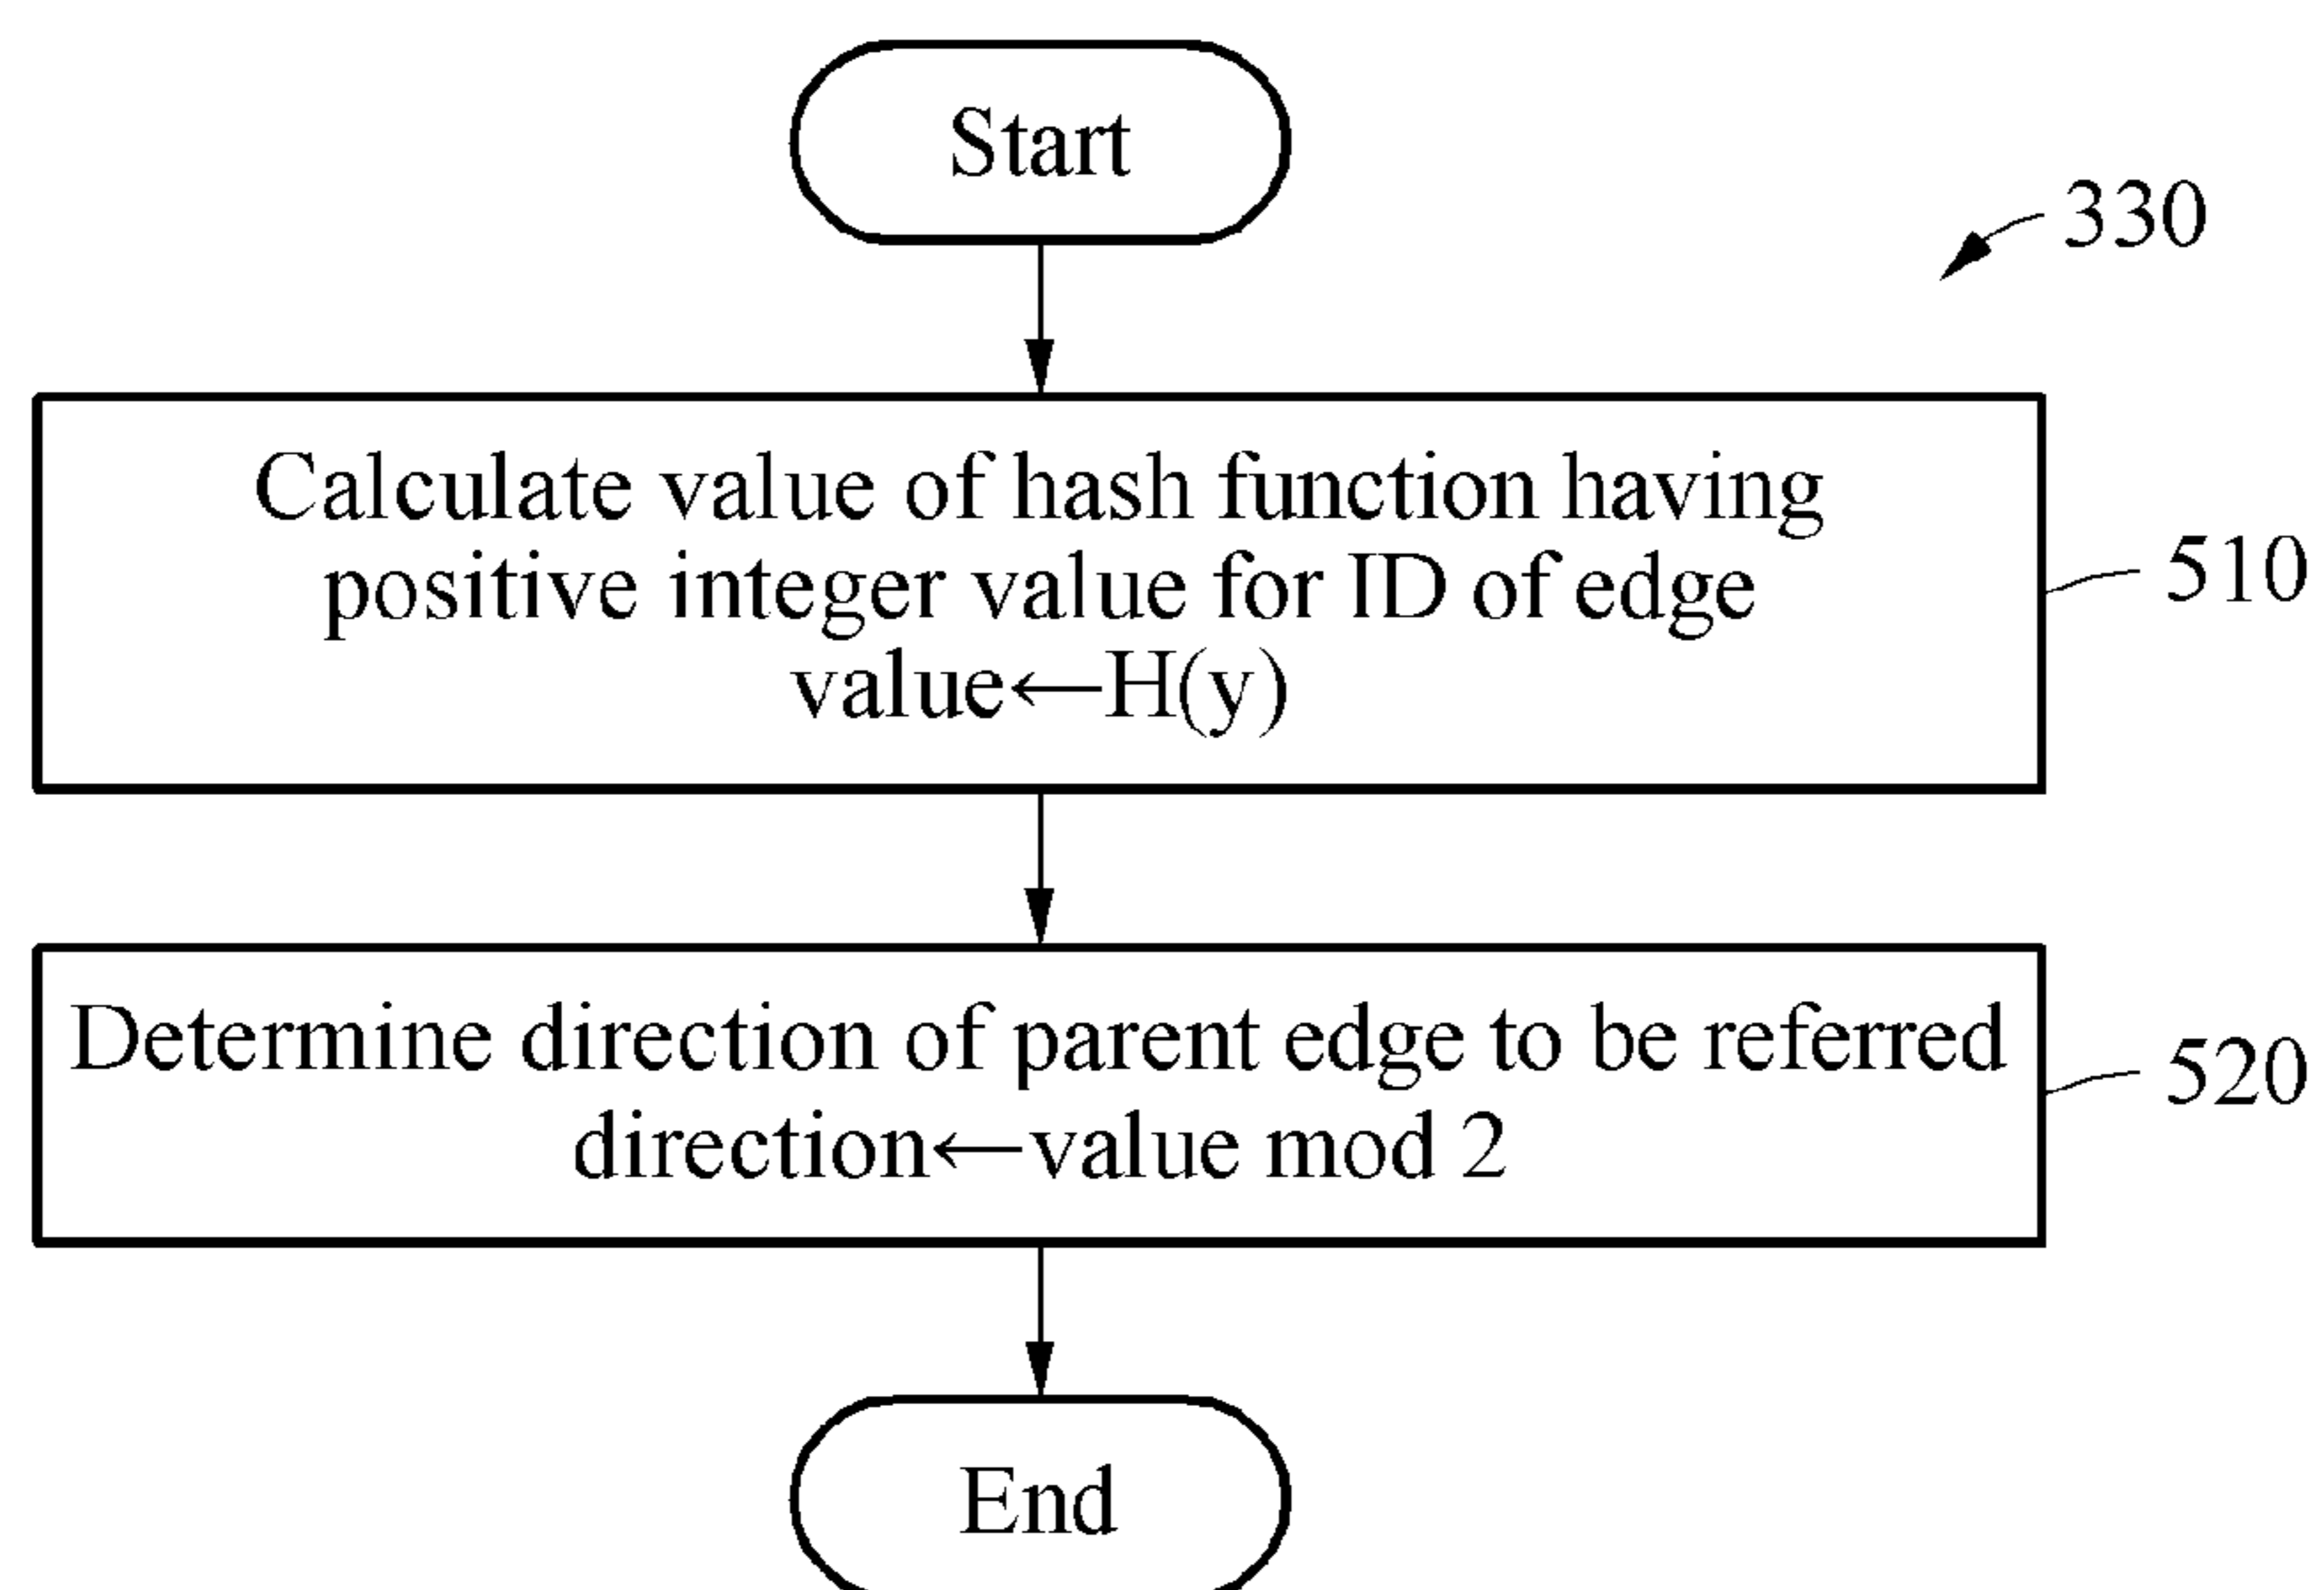 Start
330
Calculate value of hash function having
positive integer value for ID of edge
value←H(y)
510
Determine direction of parent edge to be referred
direction←value mod 2
520
End